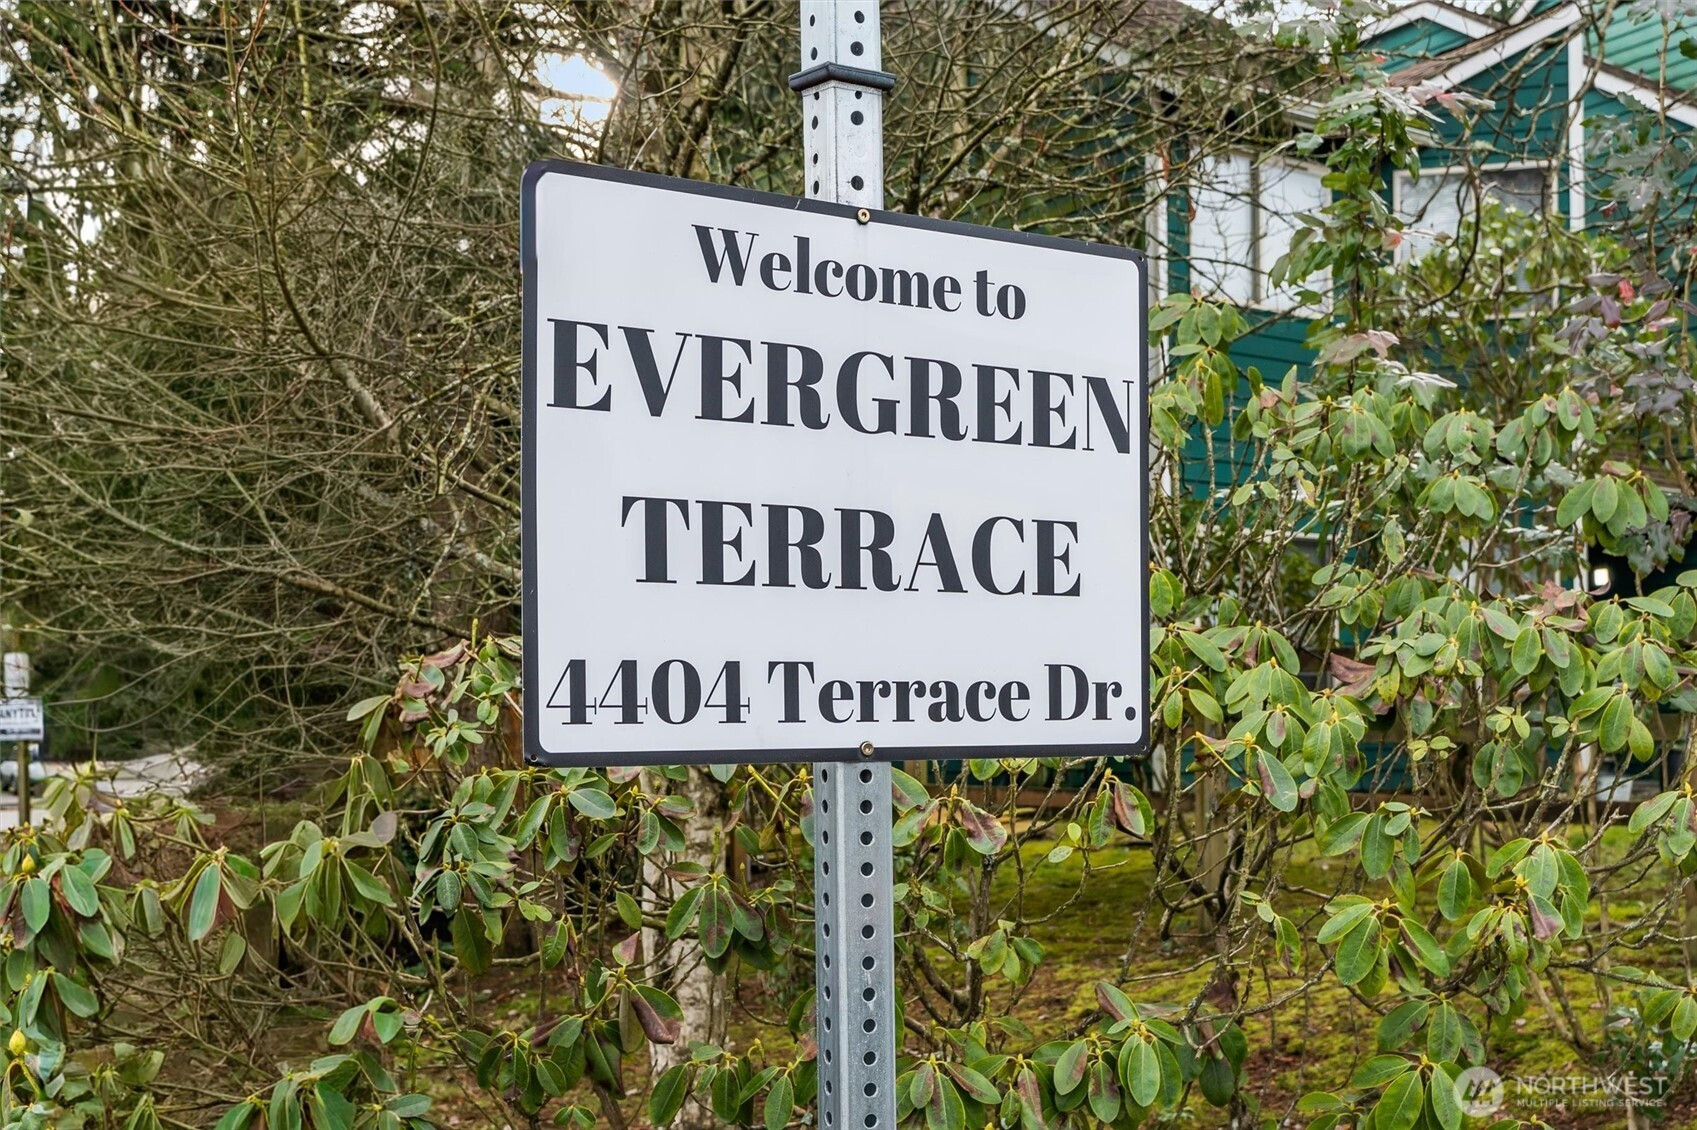 Welcome to
EVERGREEN
TERRACE
4404 Terrace Dr.
NORTHWEST
MULTIPLE LISTING SERVICE